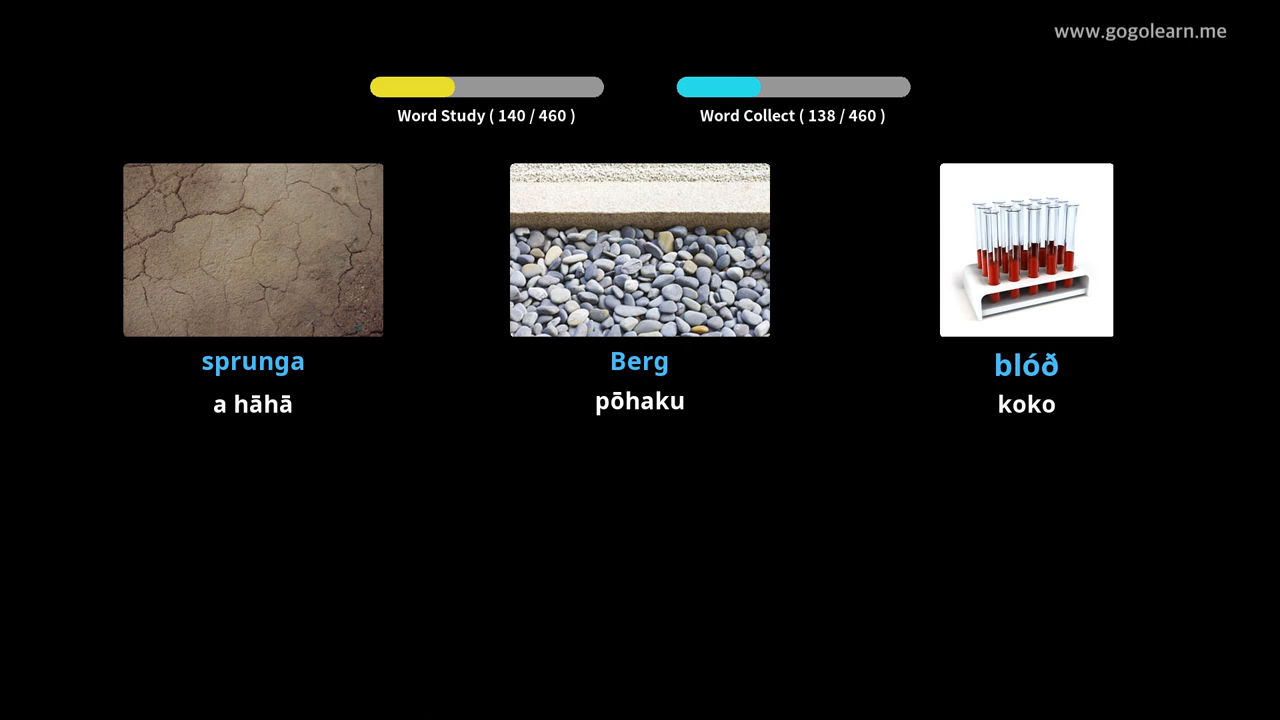 www.gogolearn.me
Word Study ( 140 / 460 )
Word Collect ( 138 / 460 )
sprunga
Berg
blóð
a hāhā
pōhaku
koko